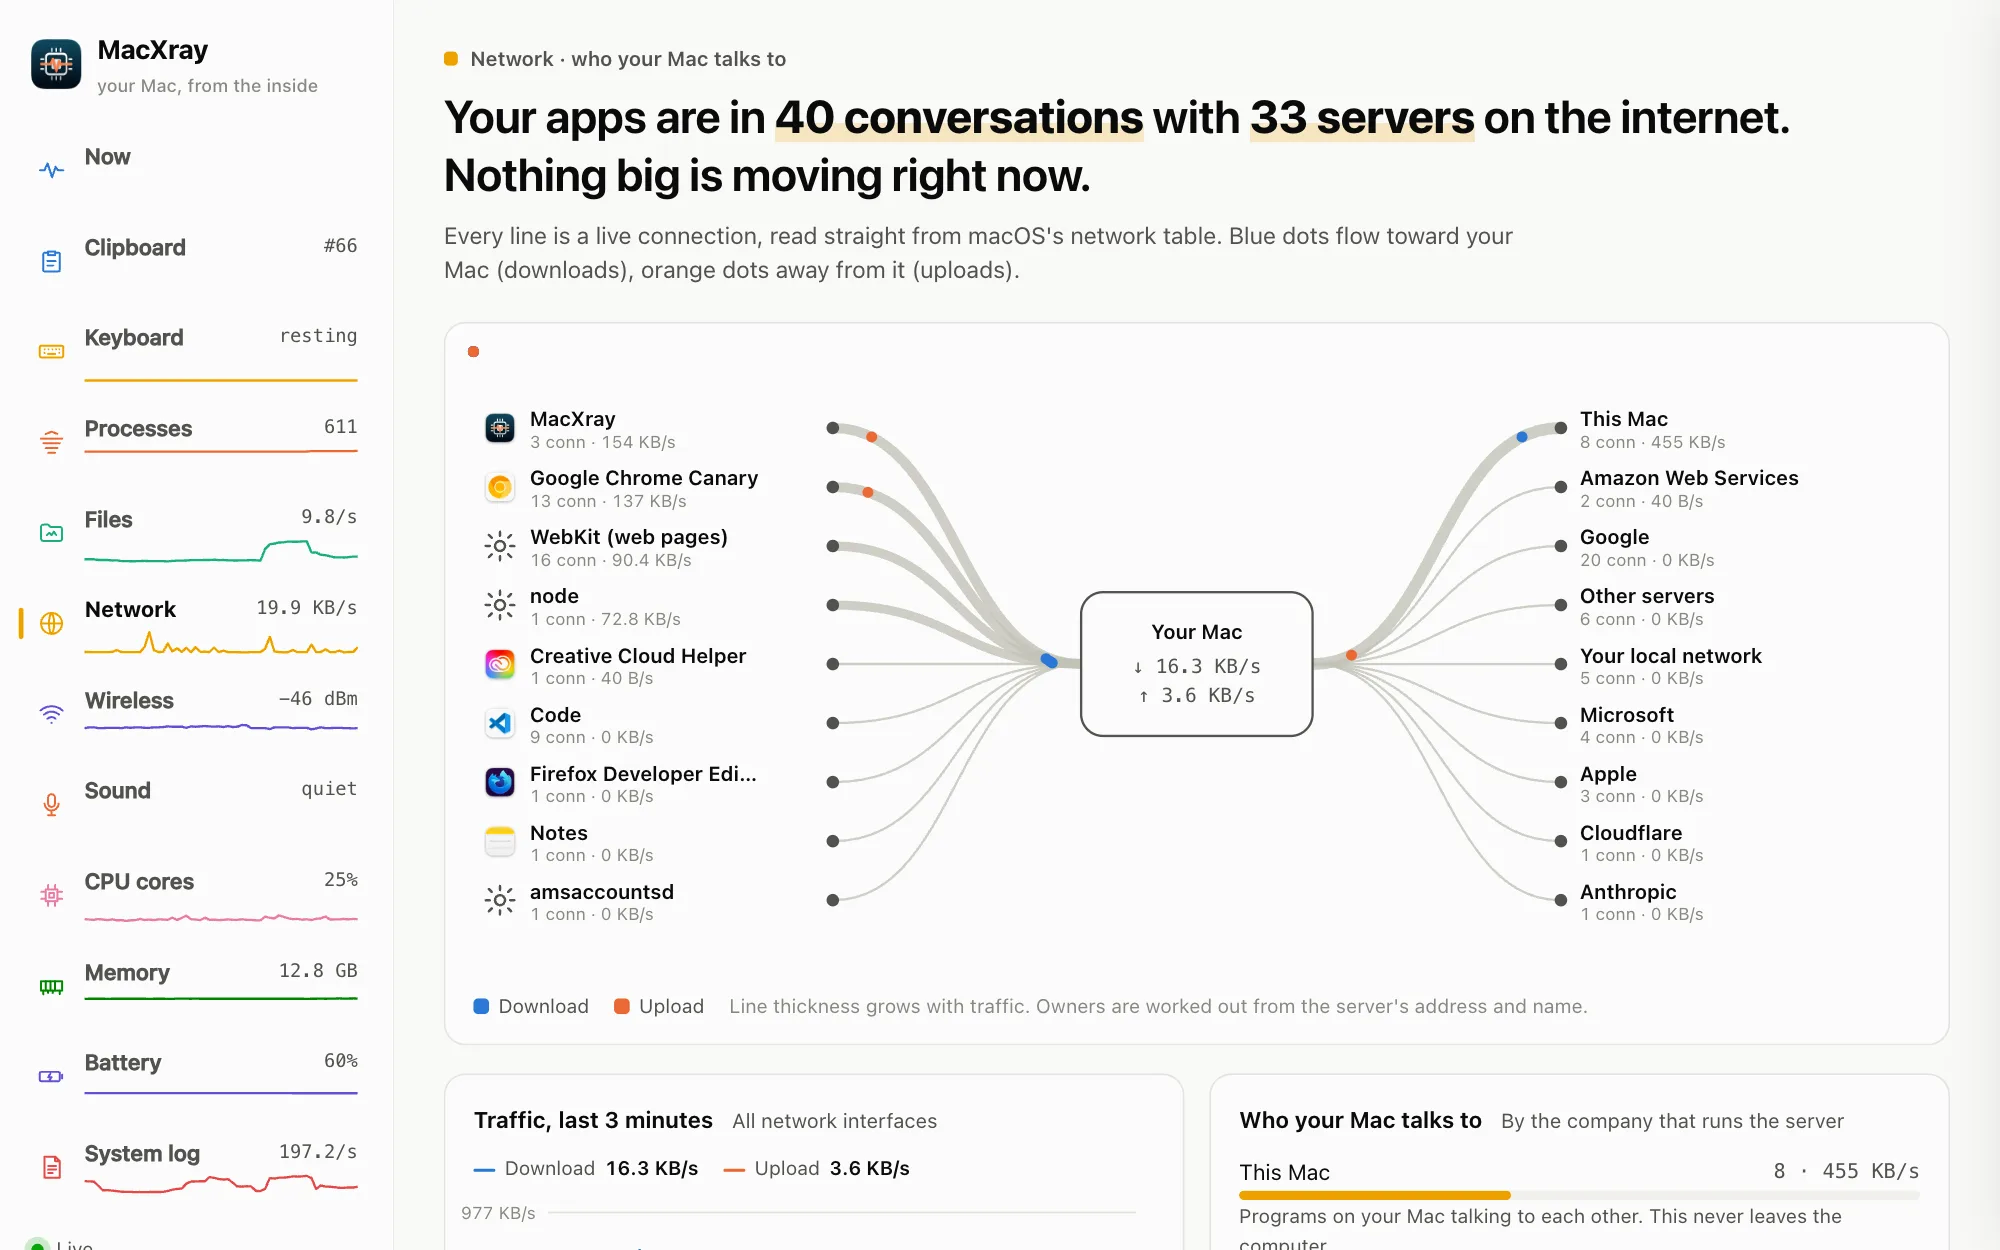 MacXray
your Mac, from the inside
Now
Clipboard #66
Keyboard resting
Processes 611
Files 9.8/s
Network 19.9 KB/s
Wireless −46 dBm
Sound quiet
CPU cores 25%
Memory 12.8 GB
Battery 60%
System log 197.2/s
Live
Network · who your Mac talks to
Your apps are in 40 conversations with 33 servers on the internet.
Nothing big is moving right now.
Every line is a live connection, read straight from macOS's network table. Blue dots flow toward your
Mac (downloads), orange dots away from it (uploads).
MacXray
3 conn · 154 KB/s
Google Chrome Canary
13 conn · 137 KB/s
WebKit (web pages)
16 conn · 90.4 KB/s
node
1 conn · 72.8 KB/s
Creative Cloud Helper
1 conn · 40 B/s
Code
9 conn · 0 KB/s
Firefox Developer Edi...
1 conn · 0 KB/s
Notes
1 conn · 0 KB/s
amsaccountsd
1 conn · 0 KB/s
Your Mac
↓ 16.3 KB/s
↑ 3.6 KB/s
This Mac
8 conn · 455 KB/s
Amazon Web Services
2 conn · 40 B/s
Google
20 conn · 0 KB/s
Other servers
6 conn · 0 KB/s
Your local network
5 conn · 0 KB/s
Microsoft
4 conn · 0 KB/s
Apple
3 conn · 0 KB/s
Cloudflare
1 conn · 0 KB/s
Anthropic
1 conn · 0 KB/s
Download Upload Line thickness grows with traffic. Owners are worked out from the server's address and name.
Traffic, last 3 minutes All network interfaces
Download 16.3 KB/s Upload 3.6 KB/s
977 KB/s
Who your Mac talks to By the company that runs the server
This Mac 8 · 455 KB/s
Programs on your Mac talking to each other. This never leaves the
computer